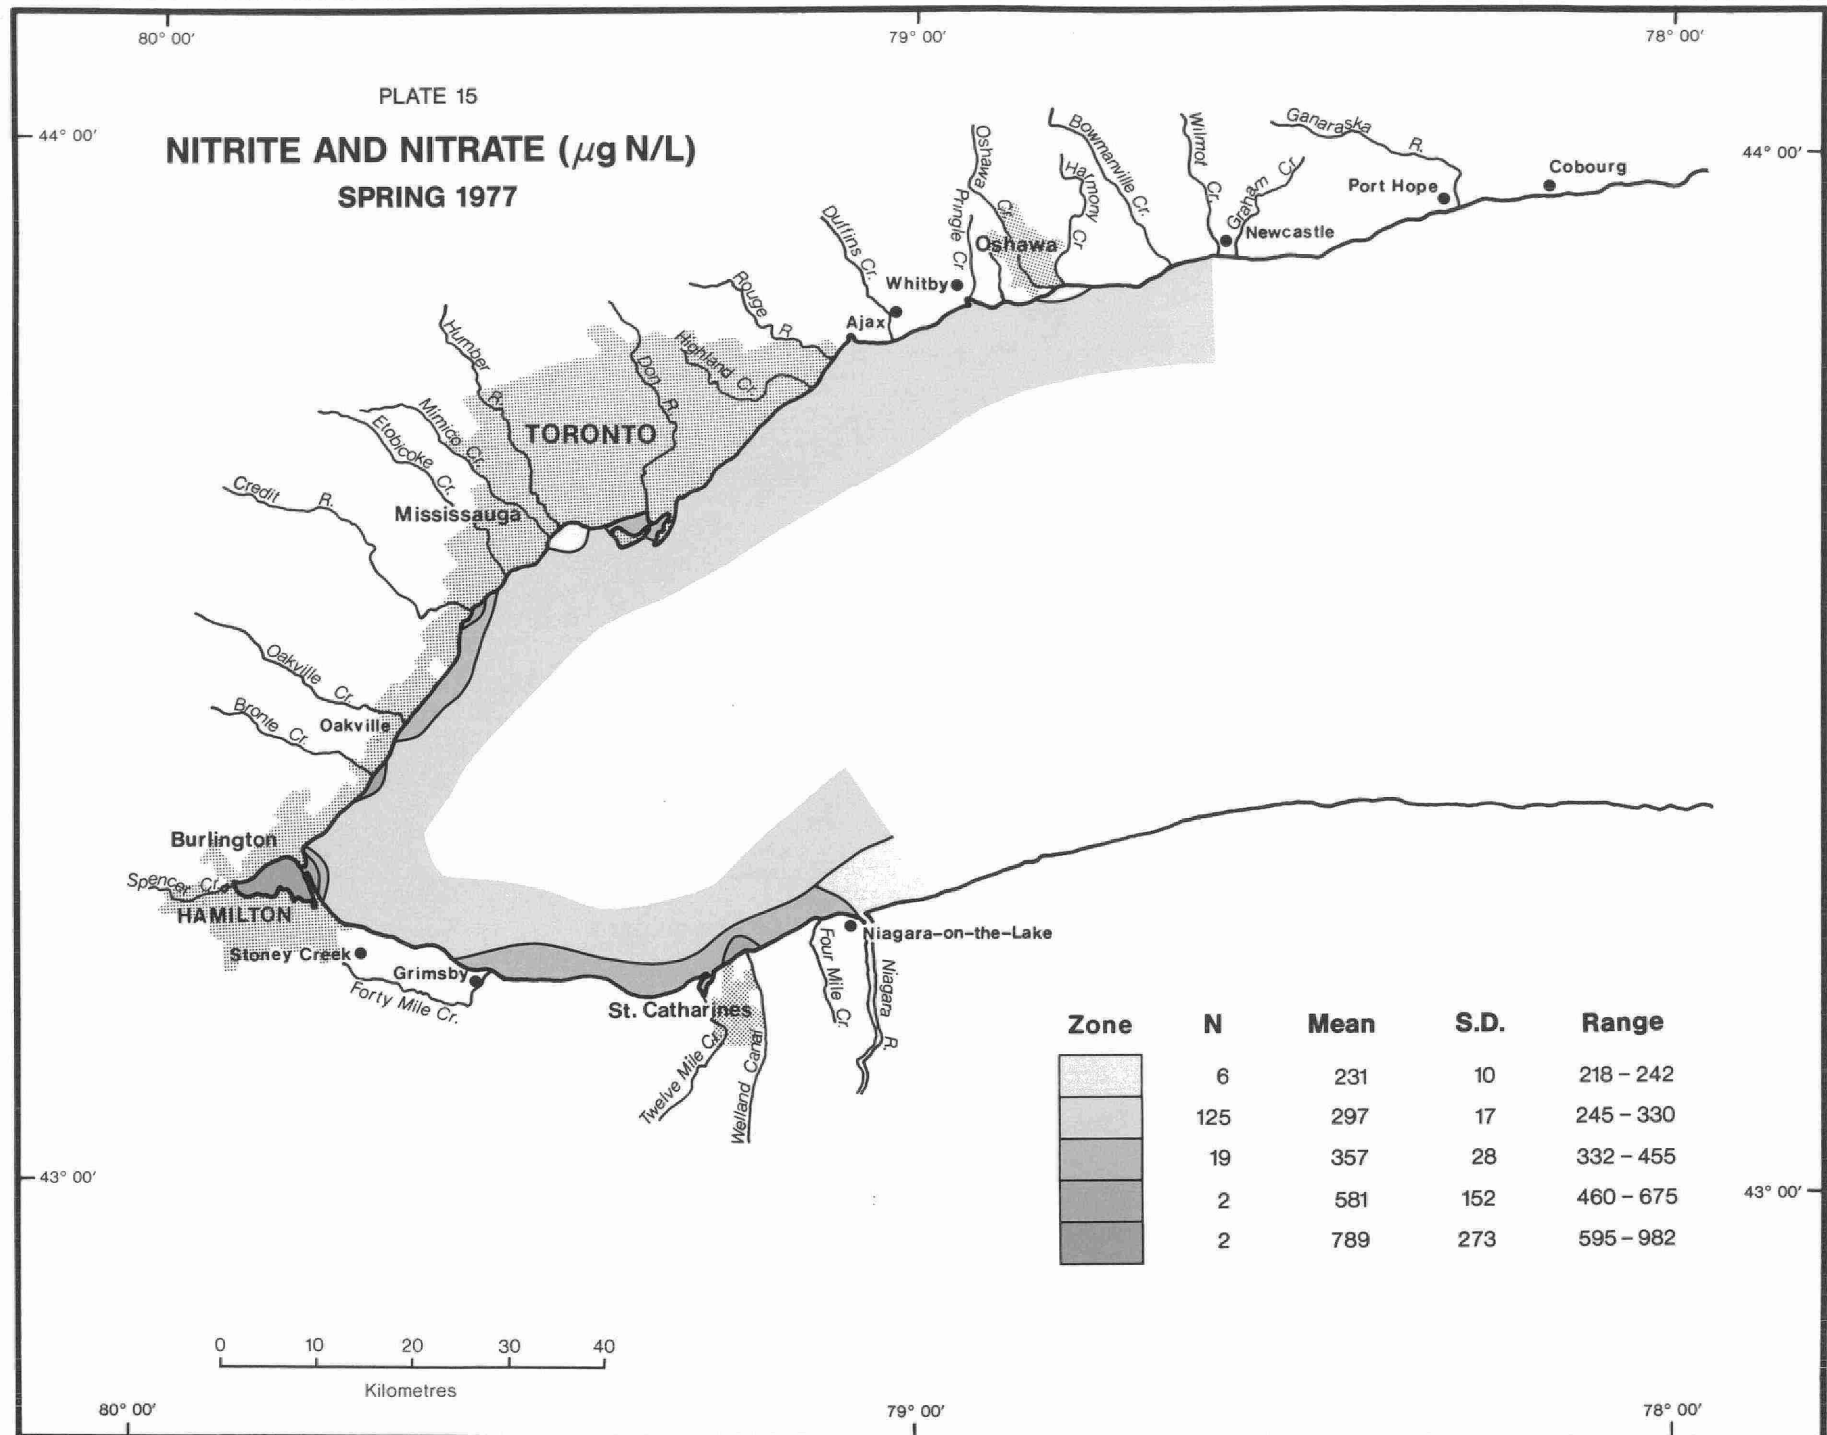 80° 00′
79° 00′
78° 00′
PLATE 15
NITRITE AND NITRATE (μg N/L)
SPRING 1977
44° 00′
44° 00′
Ganaraska R.
Cobourg
Port Hope
Wilmot Cr.
Graham Cr.
Newcastle
Bowmanville Cr.
Harmony Cr.
Oshawa Cr.
Oshawa
Pringle Cr.
Whitby
Duffins Cr.
Ajax
Rouge R.
Highland Cr.
Don R.
Humber R.
TORONTO
Mimico Cr.
Etobicoke Cr.
Mississauga
Credit R.
Oakville Cr.
Oakville
Bronte Cr.
Burlington
Spencer Cr.
HAMILTON
Stoney Creek
Grimsby
Forty Mile Cr.
St. Catharines
Twelve Mile Cr.
Welland Canal
Four Mile Cr.
Niagara-on-the-Lake
Niagara R.
Zone N Mean S.D. Range
6 231 10 218 – 242
125 297 17 245 – 330
19 357 28 332 – 455
2 581 152 460 – 675
2 789 273 595 – 982
43° 00′
43° 00′
0 10 20 30 40
Kilometres
80° 00′
79° 00′
78° 00′